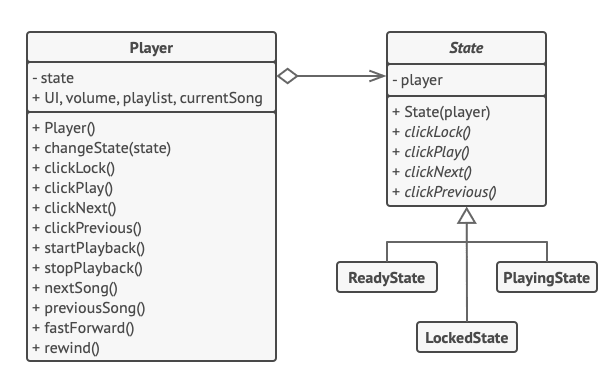 Player
- state
+ UI, volume, playlist, currentSong
+ Player()
+ changeState(state)
+ clickLock()
+ clickPlay()
+ clickNext()
+ clickPrevious()
+ startPlayback()
+ stopPlayback()
+ nextSong()
+ previousSong()
+ fastForward()
+ rewind()
State
- player
+ State(player)
+ clickLock()
+ clickPlay()
+ clickNext()
+ clickPrevious()
ReadyState
PlayingState
LockedState